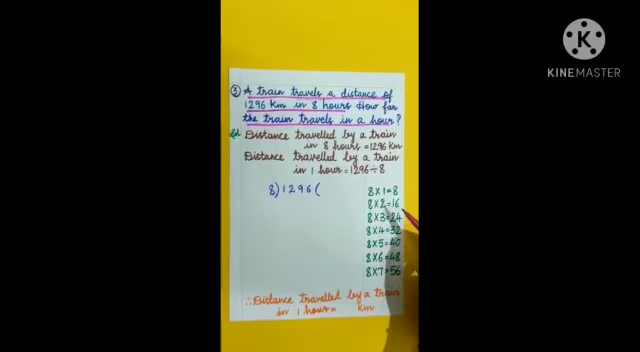 KINEMASTER
③ A train travels a distance of
1296 Km in 8 hours How far
the train travels in a hour?
Sol Distance travelled by a train
in 8 hours = 1296 Km
Distance travelled by a train
in 1 hour = 1296 ÷ 8
8)1296(
8×1=8
8×2=16
8×3=24
8×4=32
8×5=40
8×6=48
8×7=56
∴ Distance travelled by a train
in 1 hour = km